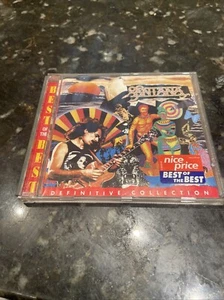 BEST OF THE BEST
SANTANA
nice
price
BEST OF
THE BEST
DEFINITIVE COLLECTION